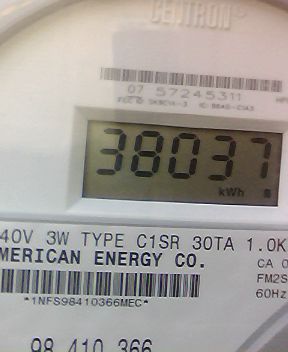 CENTRON
07 57245311
38037
kWh
40V 3W TYPE C1SR 30TA 1.0K
MERICAN ENERGY CO.
CA 0
FM2S
60Hz
*1NFS98410366MEC*
98 410 366